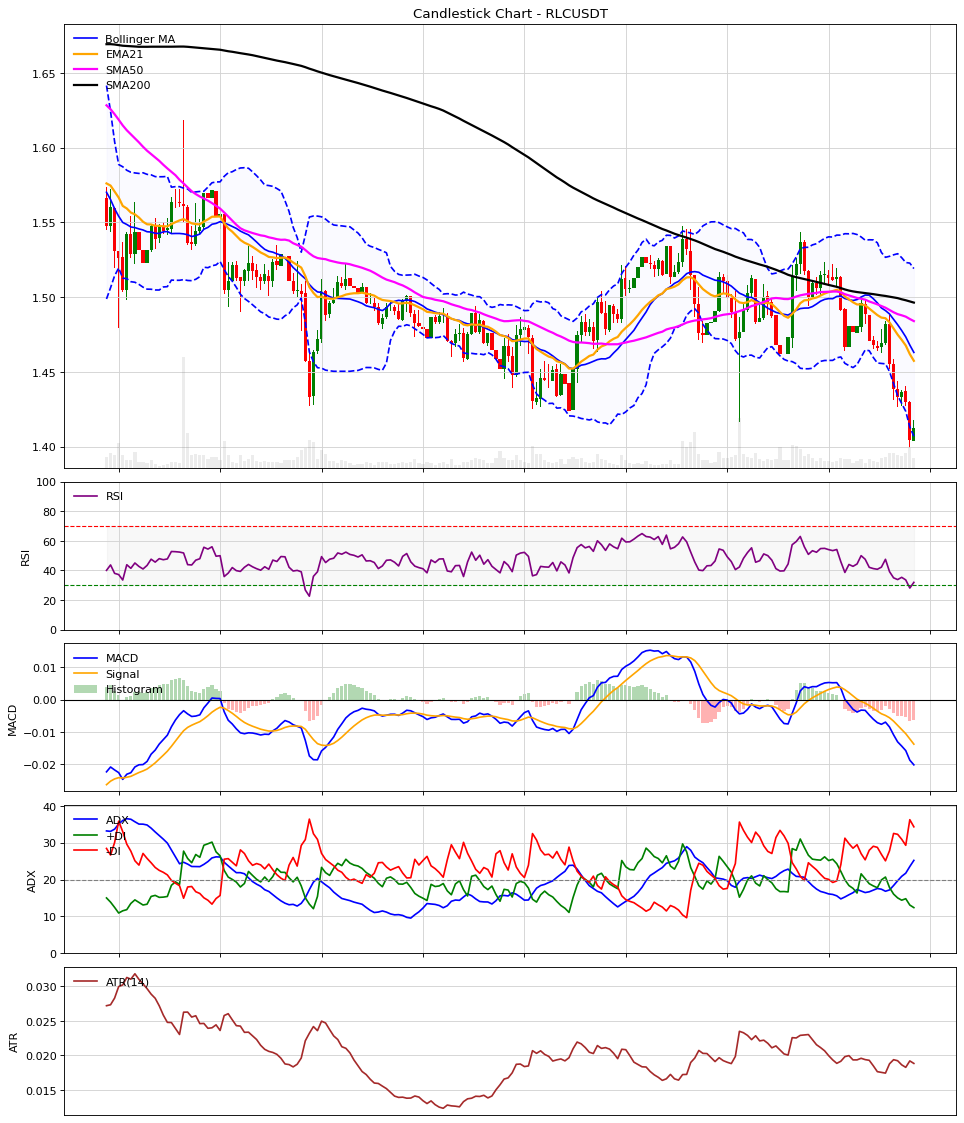 Candlestick Chart - RLCUSDT
Bollinger MA
EMA21
SMA50
SMA200
1.65
1.60
1.55
1.50
1.45
1.40
RSI
RSI
100
80
60
40
20
0
MACD
Signal
Histogram
MACD
0.01
0.00
−0.01
−0.02
ADX
+DI
-DI
ADX
40
30
20
10
0
ATR(14)
ATR
0.030
0.025
0.020
0.015